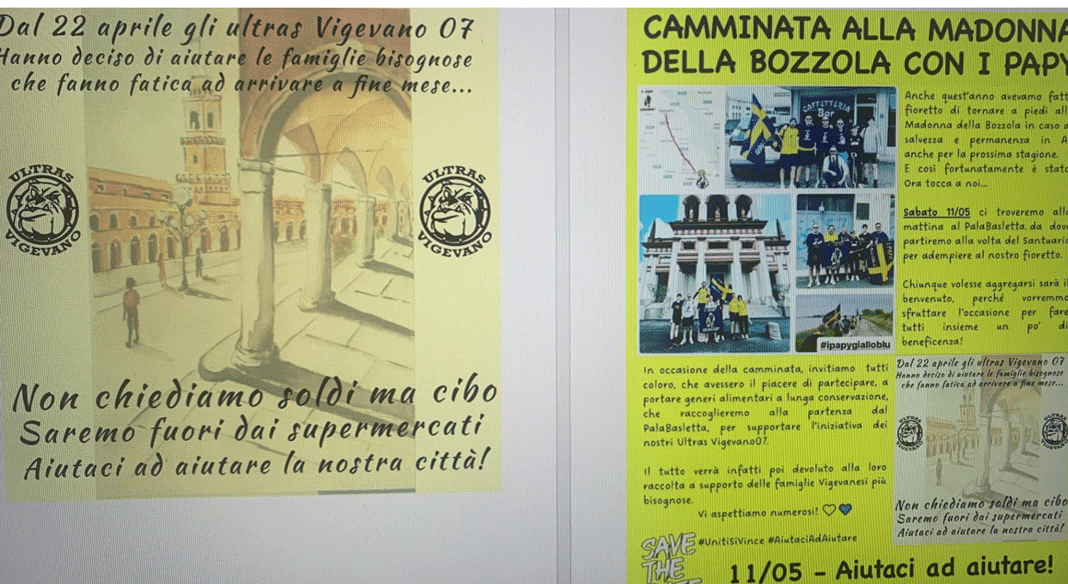 Dal 22 aprile gli ultras Vigevano 07
Hanno deciso di aiutare le famiglie bisognose
che fanno fatica ad arrivare a fine mese...
ULTRAS
VIGEVANO
ULTRAS
VIGEVANO
Non chiediamo soldi ma cibo
Saremo fuori dai supermercati
Aiutaci ad aiutare la nostra città!
CAMMINATA ALLA MADONNA
DELLA BOZZOLA CON I PAPY
CAFFETTERIA
Bar
#ipapygialloblu
Anche quest'anno avevamo fatt
fioretto di tornare a piedi all
Madonna della Bozzola in caso d
salvezza e permanenza in A
anche per la prossima stagione.
E così fortunatamente è stato
Ora tocca a noi...
Sabato 11/05 ci troveremo alla
mattina al PalaBasletta, da dove
partiremo alla volta del Santuario
per adempiere al nostro fioretto.
Chiunque volesse aggregarsi sarà il
benvenuto, perché vorremmo
sfruttare l'occasione per fare
tutti insieme un po' di
beneficenza!
In occasione della camminata, invitiamo tutti
coloro, che avessero il piacere di partecipare, a
portare generi alimentari a lunga conservazione,
che raccoglieremo alla partenza dal
PalaBasletta, per supportare l'iniziativa dei
nostri Ultras Vigevano07.
Il tutto verrà infatti poi devoluto alla loro
raccolta a supporto delle famiglie Vigevanesi più
bisognose.
Vi aspettiamo numerosi!
#UnitiSiVince #AiutaciAdAiutare
Dal 22 aprile gli ultras Vigevano 07
Hanno deciso di aiutare le famiglie bisognose
che fanno fatica ad arrivare a fine mese...
ULTRAS
VIGEVANO
ULTRAS
VIGEVANO
Non chiediamo soldi ma cibo
Saremo fuori dai supermercati
Aiutaci ad aiutare la nostra città!
SAVE
THE
11/05 - Aiutaci ad aiutare!